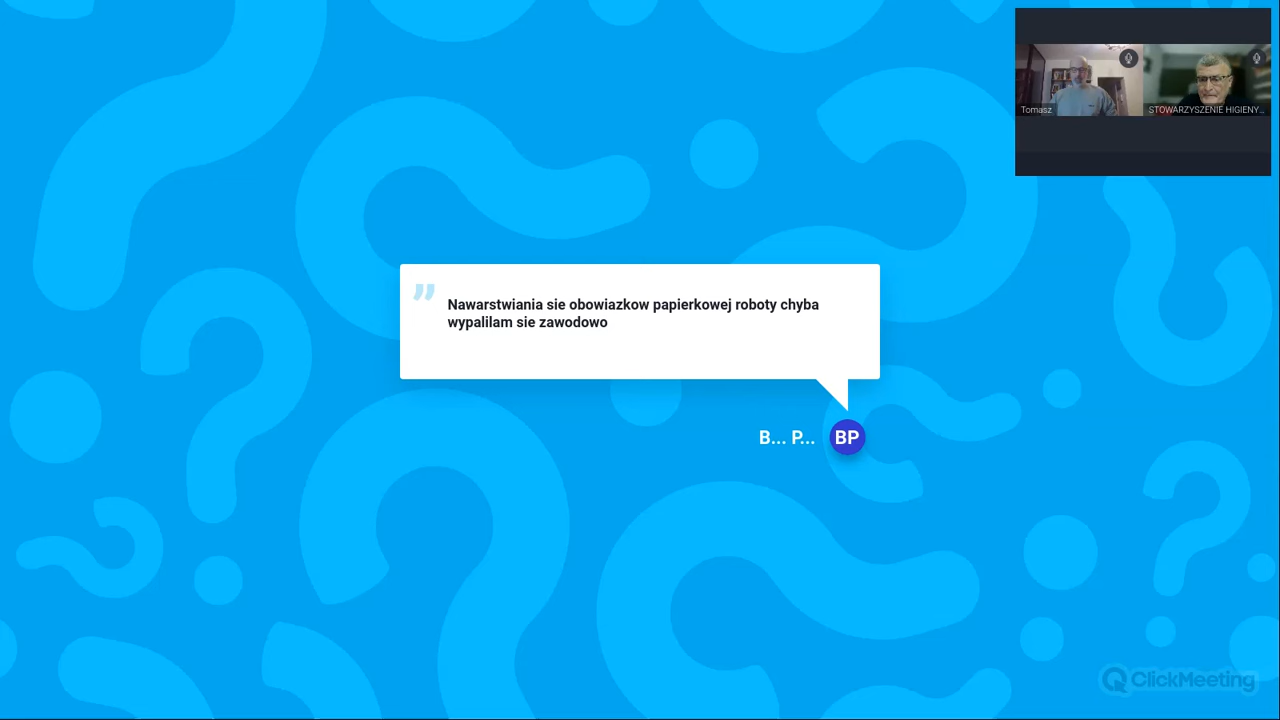 Tomasz
STOWARZYSZENIE HIGIENY...
”
Nawarstwiania sie obowiazkow papierkowej roboty chyba
wypalilam sie zawodowo
B... P...
BP
ClickMeeting